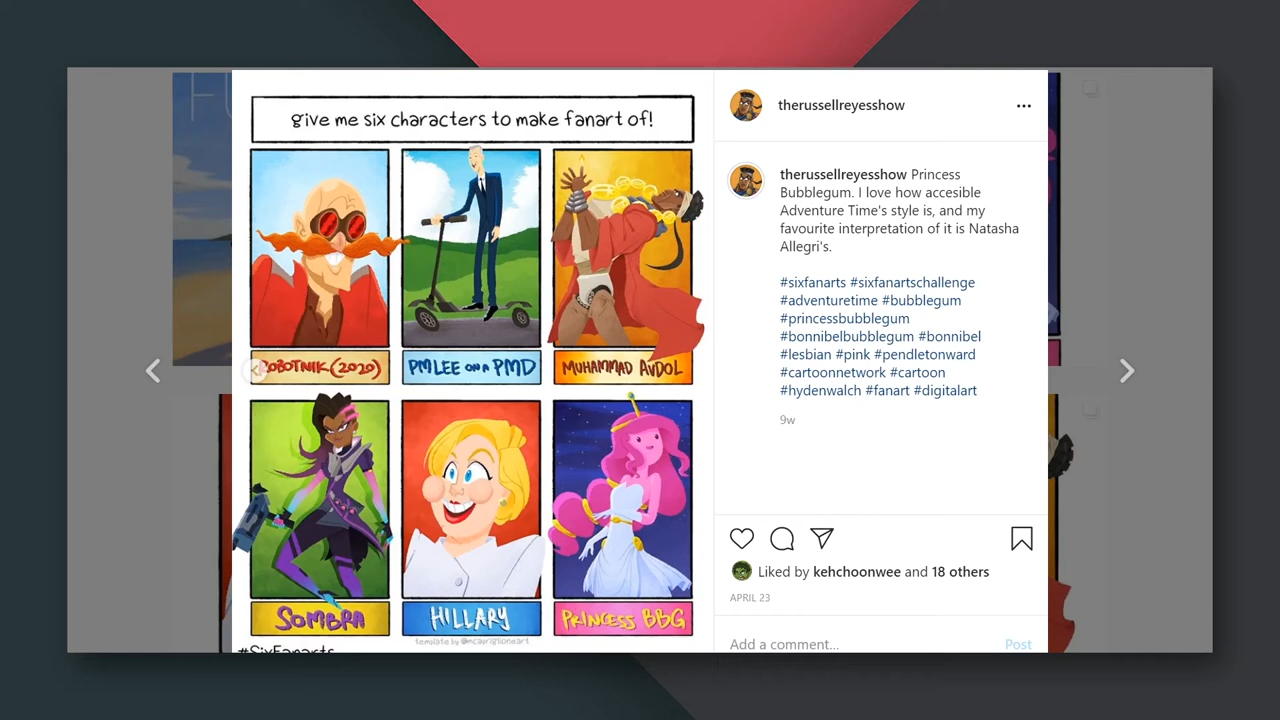 give me six characters to make fanart of!
ROBOTNIK (2020)
PM LEE ON A PMD
MUHAMMAD AVDOL
SOMBRA
HILLARY
PRINCESS BBG
template by @mcapriglioneart
#SixFanarts
therussellreyesshow
therussellreyesshow Princess
Bubblegum. I love how accesible
Adventure Time's style is, and my
favourite interpretation of it is Natasha
Allegri's.
#sixfanarts #sixfanartschallenge
#adventuretime #bubblegum
#princessbubblegum
#bonnibelbubblegum #bonnibel
#lesbian #pink #pendletonward
#cartoonnetwork #cartoon
#hydenwalch #fanart #digitalart
9w
Liked by kehchoonwee and 18 others
APRIL 23
Add a comment...
Post